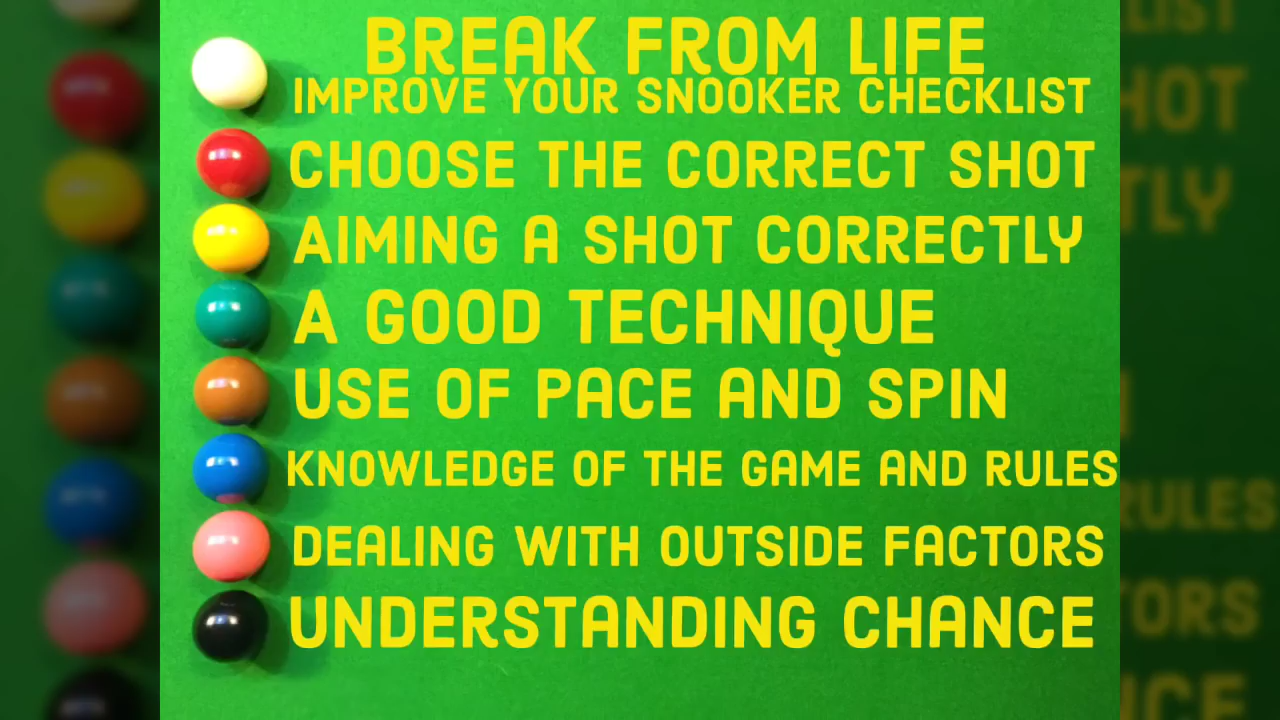 BREAK FROM LIFE
IMPROVE YOUR SNOOKER CHECKLIST
CHOOSE THE CORRECT SHOT
AIMING A SHOT CORRECTLY
A GOOD TECHNIQUE
USE OF PACE AND SPIN
KNOWLEDGE OF THE GAME AND RULES
DEALING WITH OUTSIDE FACTORS
UNDERSTANDING CHANCE